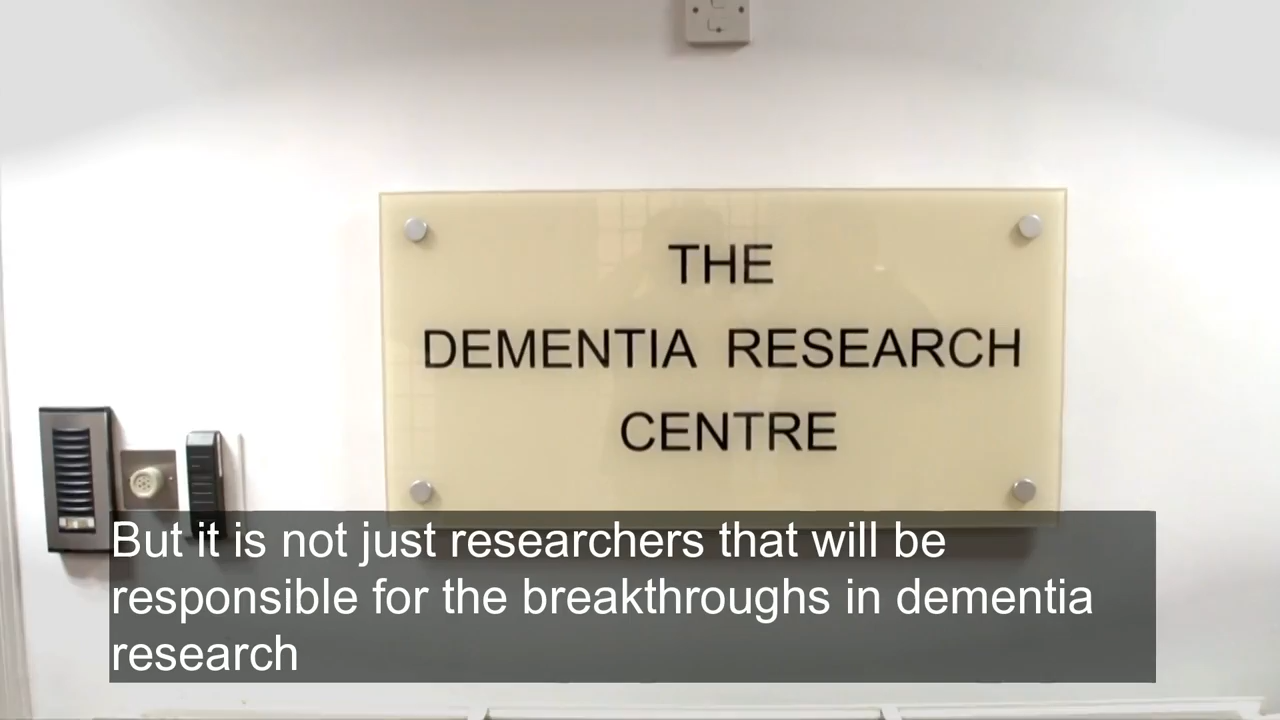 THE
DEMENTIA RESEARCH
CENTRE
But it is not just researchers that will be
responsible for the breakthroughs in dementia
research